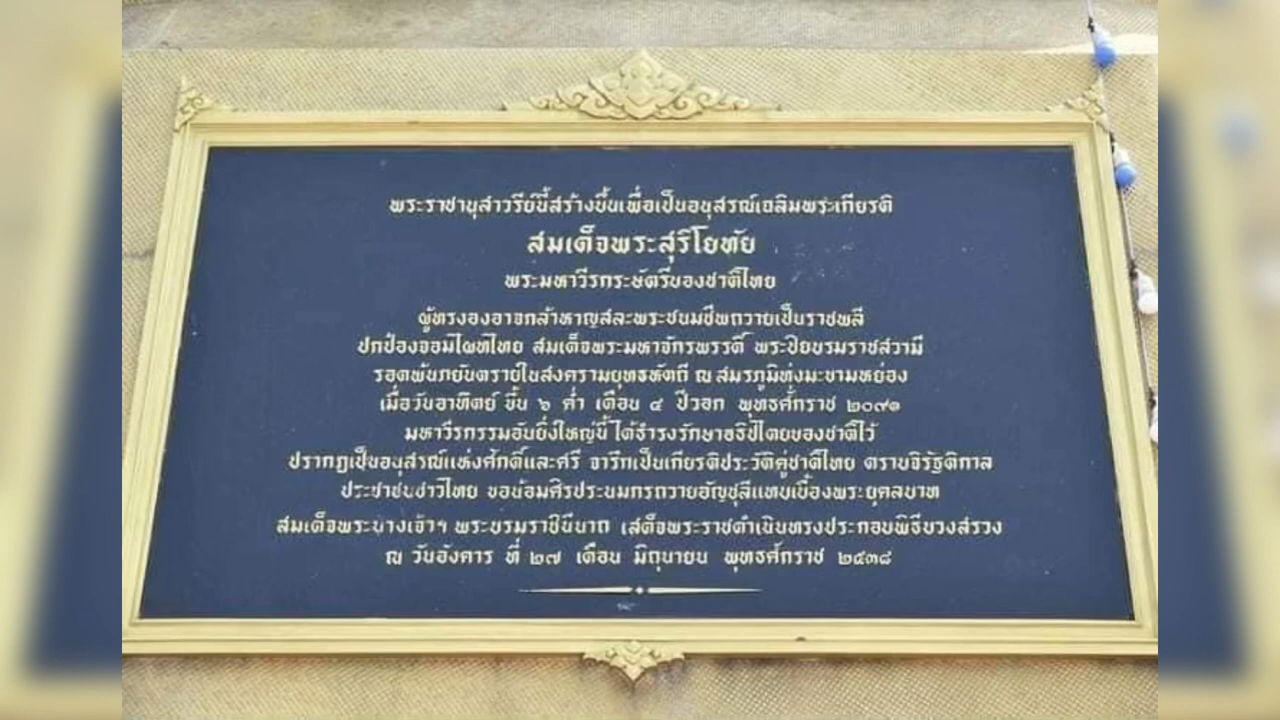 พระราชานุสาวรีย์นี้สร้างขึ้นเพื่อเป็นอนุสรณ์เฉลิมพระเกียรติ
สมเด็จพระสุริโยทัย
พระมหาวีรกระษัตรีของชาติไทย
ผู้ทรงองอาจกล้าหาญสละพระชนมชีพถวายเป็นราชพลี
ปกป้องจอมไผทไทย สมเด็จพระมหาจักรพรรดิ์ พระปิยบรมราชสวามี
รอดพ้นภยันตรายในสงครามยุทธหัตถี ณ สมรภูมิทุ่งมะขามหย่อง
เมื่อวันอาทิตย์ ขึ้น ๖ ค่ำ เดือน ๔ ปีวอก พุทธศักราช ๒๐๙๑
มหาวีรกรรมอันยิ่งใหญ่นี้ ได้ธำรงรักษาอธิปไตยของชาติไว้
ปรากฏเป็นอนุสรณ์แห่งศักดิ์และศรี จารึกเป็นเกียรติประวัติคู่ชาติไทย ตราบจิรัฐิติกาล
ประชาชนชาวไทย ขอน้อมศิรประนมกรถวายอัญชุลีแทบเบื้องพระยุคลบาท
สมเด็จพระนางเจ้าฯ พระบรมราชินีนาถ เสด็จพระราชดำเนินทรงประกอบพิธีบวงสรวง
ณ วันอังคาร ที่ ๒๗ เดือน มิถุนายน พุทธศักราช ๒๕๓๘